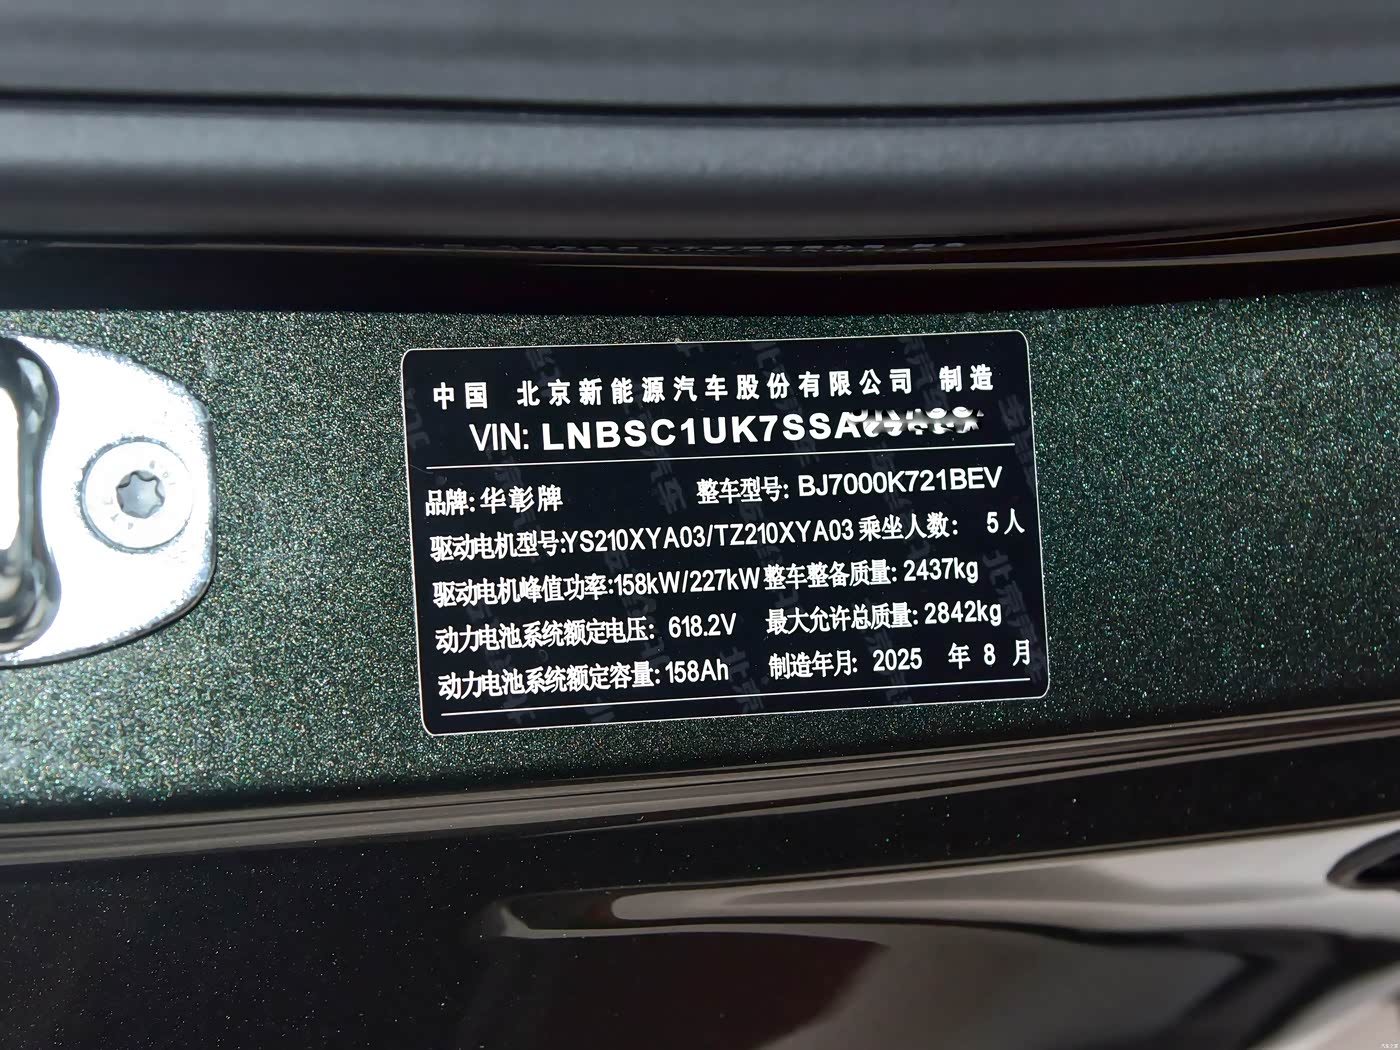 中国 北京新能源汽车股份有限公司 制造
VIN: LNBSC1UK7SSA
品牌: 华彰牌 整车型号: BJ7000K721BEV
驱动电机型号:YS210XYA03/TZ210XYA03 乘坐人数: 5人
驱动电机峰值功率:158kW/227kW 整车整备质量: 2437kg
动力电池系统额定电压: 618.2V 最大允许总质量: 2842kg
动力电池系统额定容量: 158Ah 制造年月: 2025 年 8 月